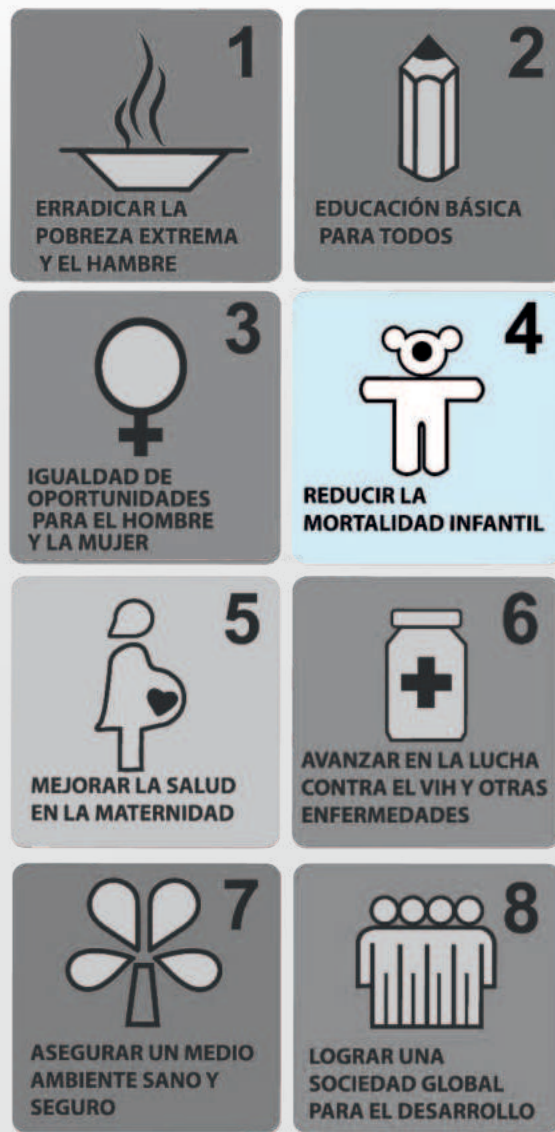 1
ERRADICAR LA
POBREZA EXTREMA
Y EL HAMBRE
2
EDUCACIÓN BÁSICA
PARA TODOS
3
IGUALDAD DE
OPORTUNIDADES
PARA EL HOMBRE
Y LA MUJER
4
REDUCIR LA
MORTALIDAD INFANTIL
5
MEJORAR LA SALUD
EN LA MATERNIDAD
6
AVANZAR EN LA LUCHA
CONTRA EL VIH Y OTRAS
ENFERMEDADES
7
ASEGURAR UN MEDIO
AMBIENTE SANO Y
SEGURO
8
LOGRAR UNA
SOCIEDAD GLOBAL
PARA EL DESARROLLO